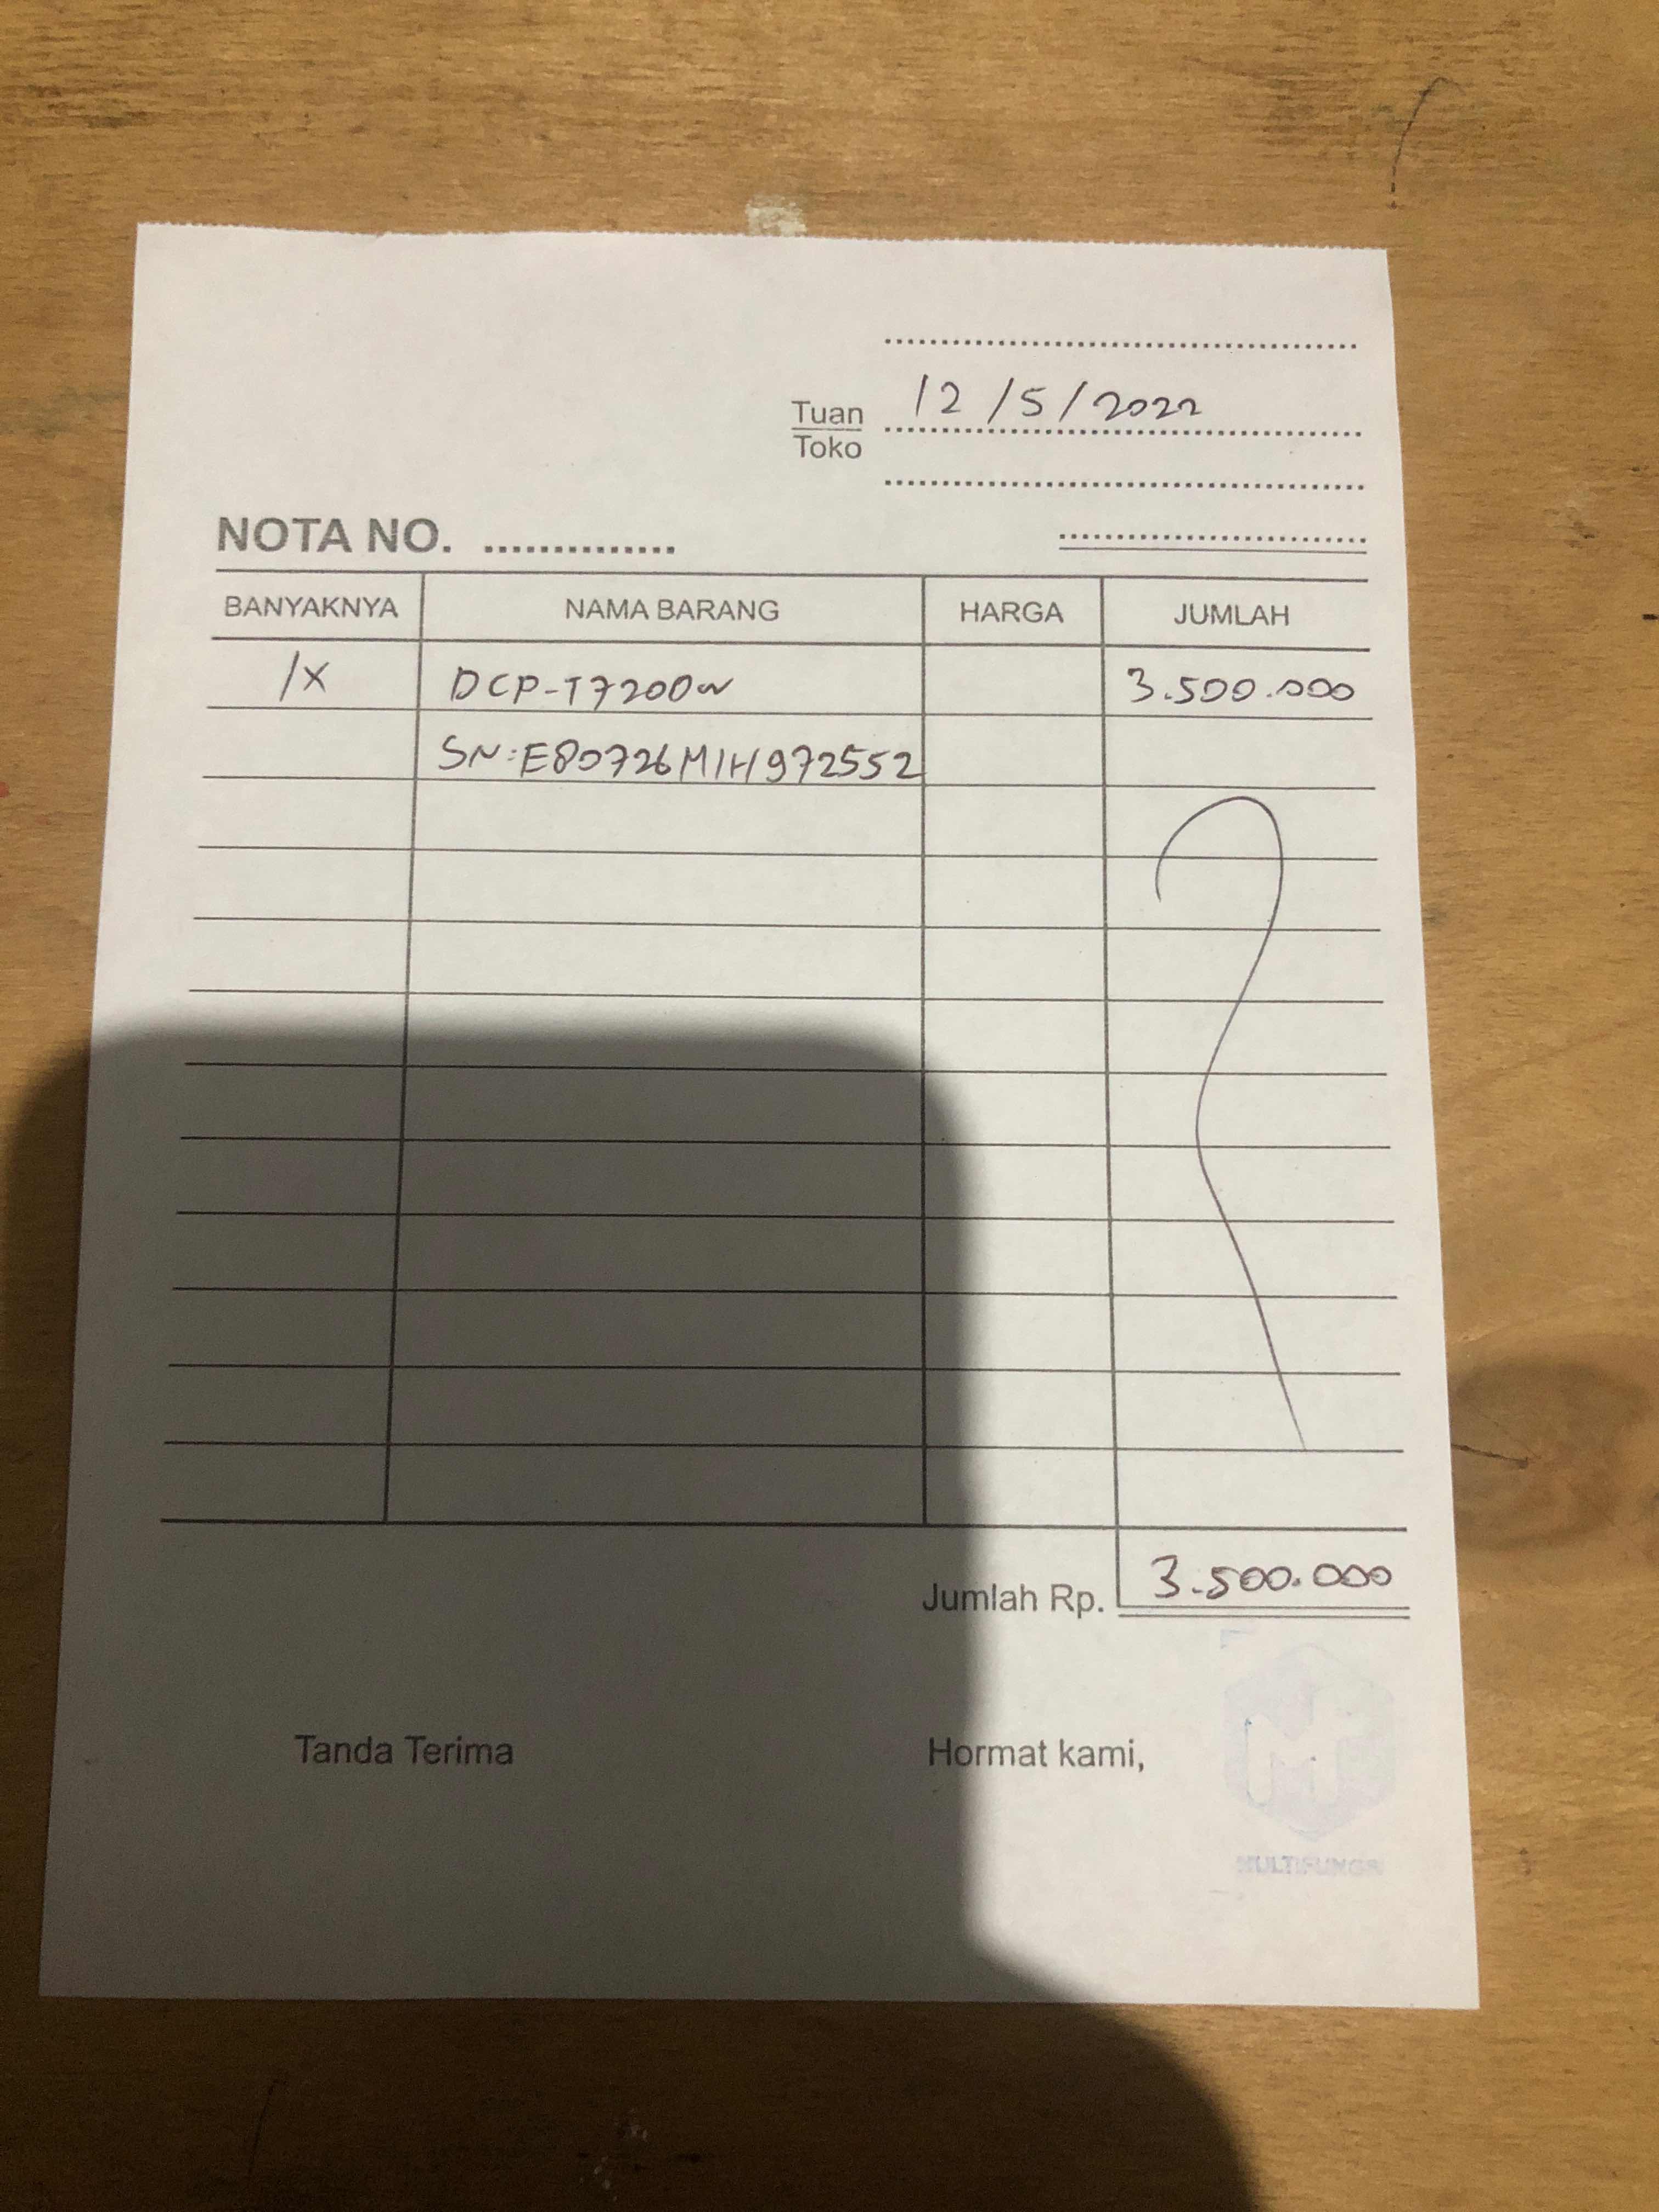 12/5/2022
Tuan
Toko
NOTA NO. ..............
BANYAKNYA NAMA BARANG HARGA JUMLAH
1X DCP-T7200w 3.500.000
SN:E80726M1H972552
Jumlah Rp. 3.500.000
Tanda Terima Hormat kami,
MF
MULTIFUNGSI